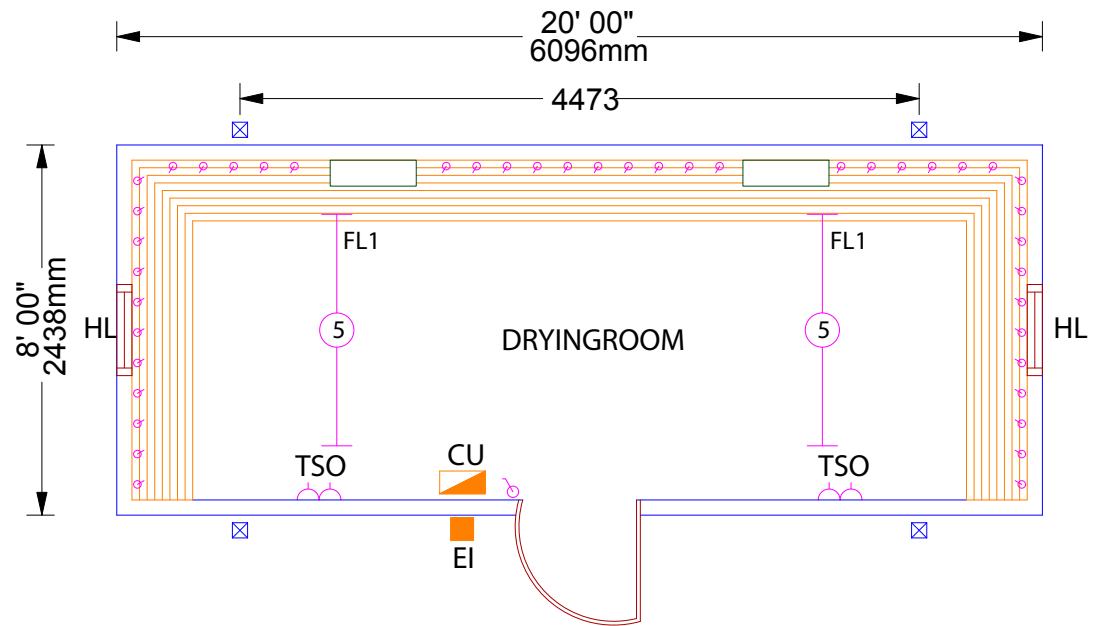 20' 00"
6096mm
4473
8' 00"
2438mm
FL1
FL1
HL
5
DRYINGROOM
5
HL
TSO
CU
TSO
EI